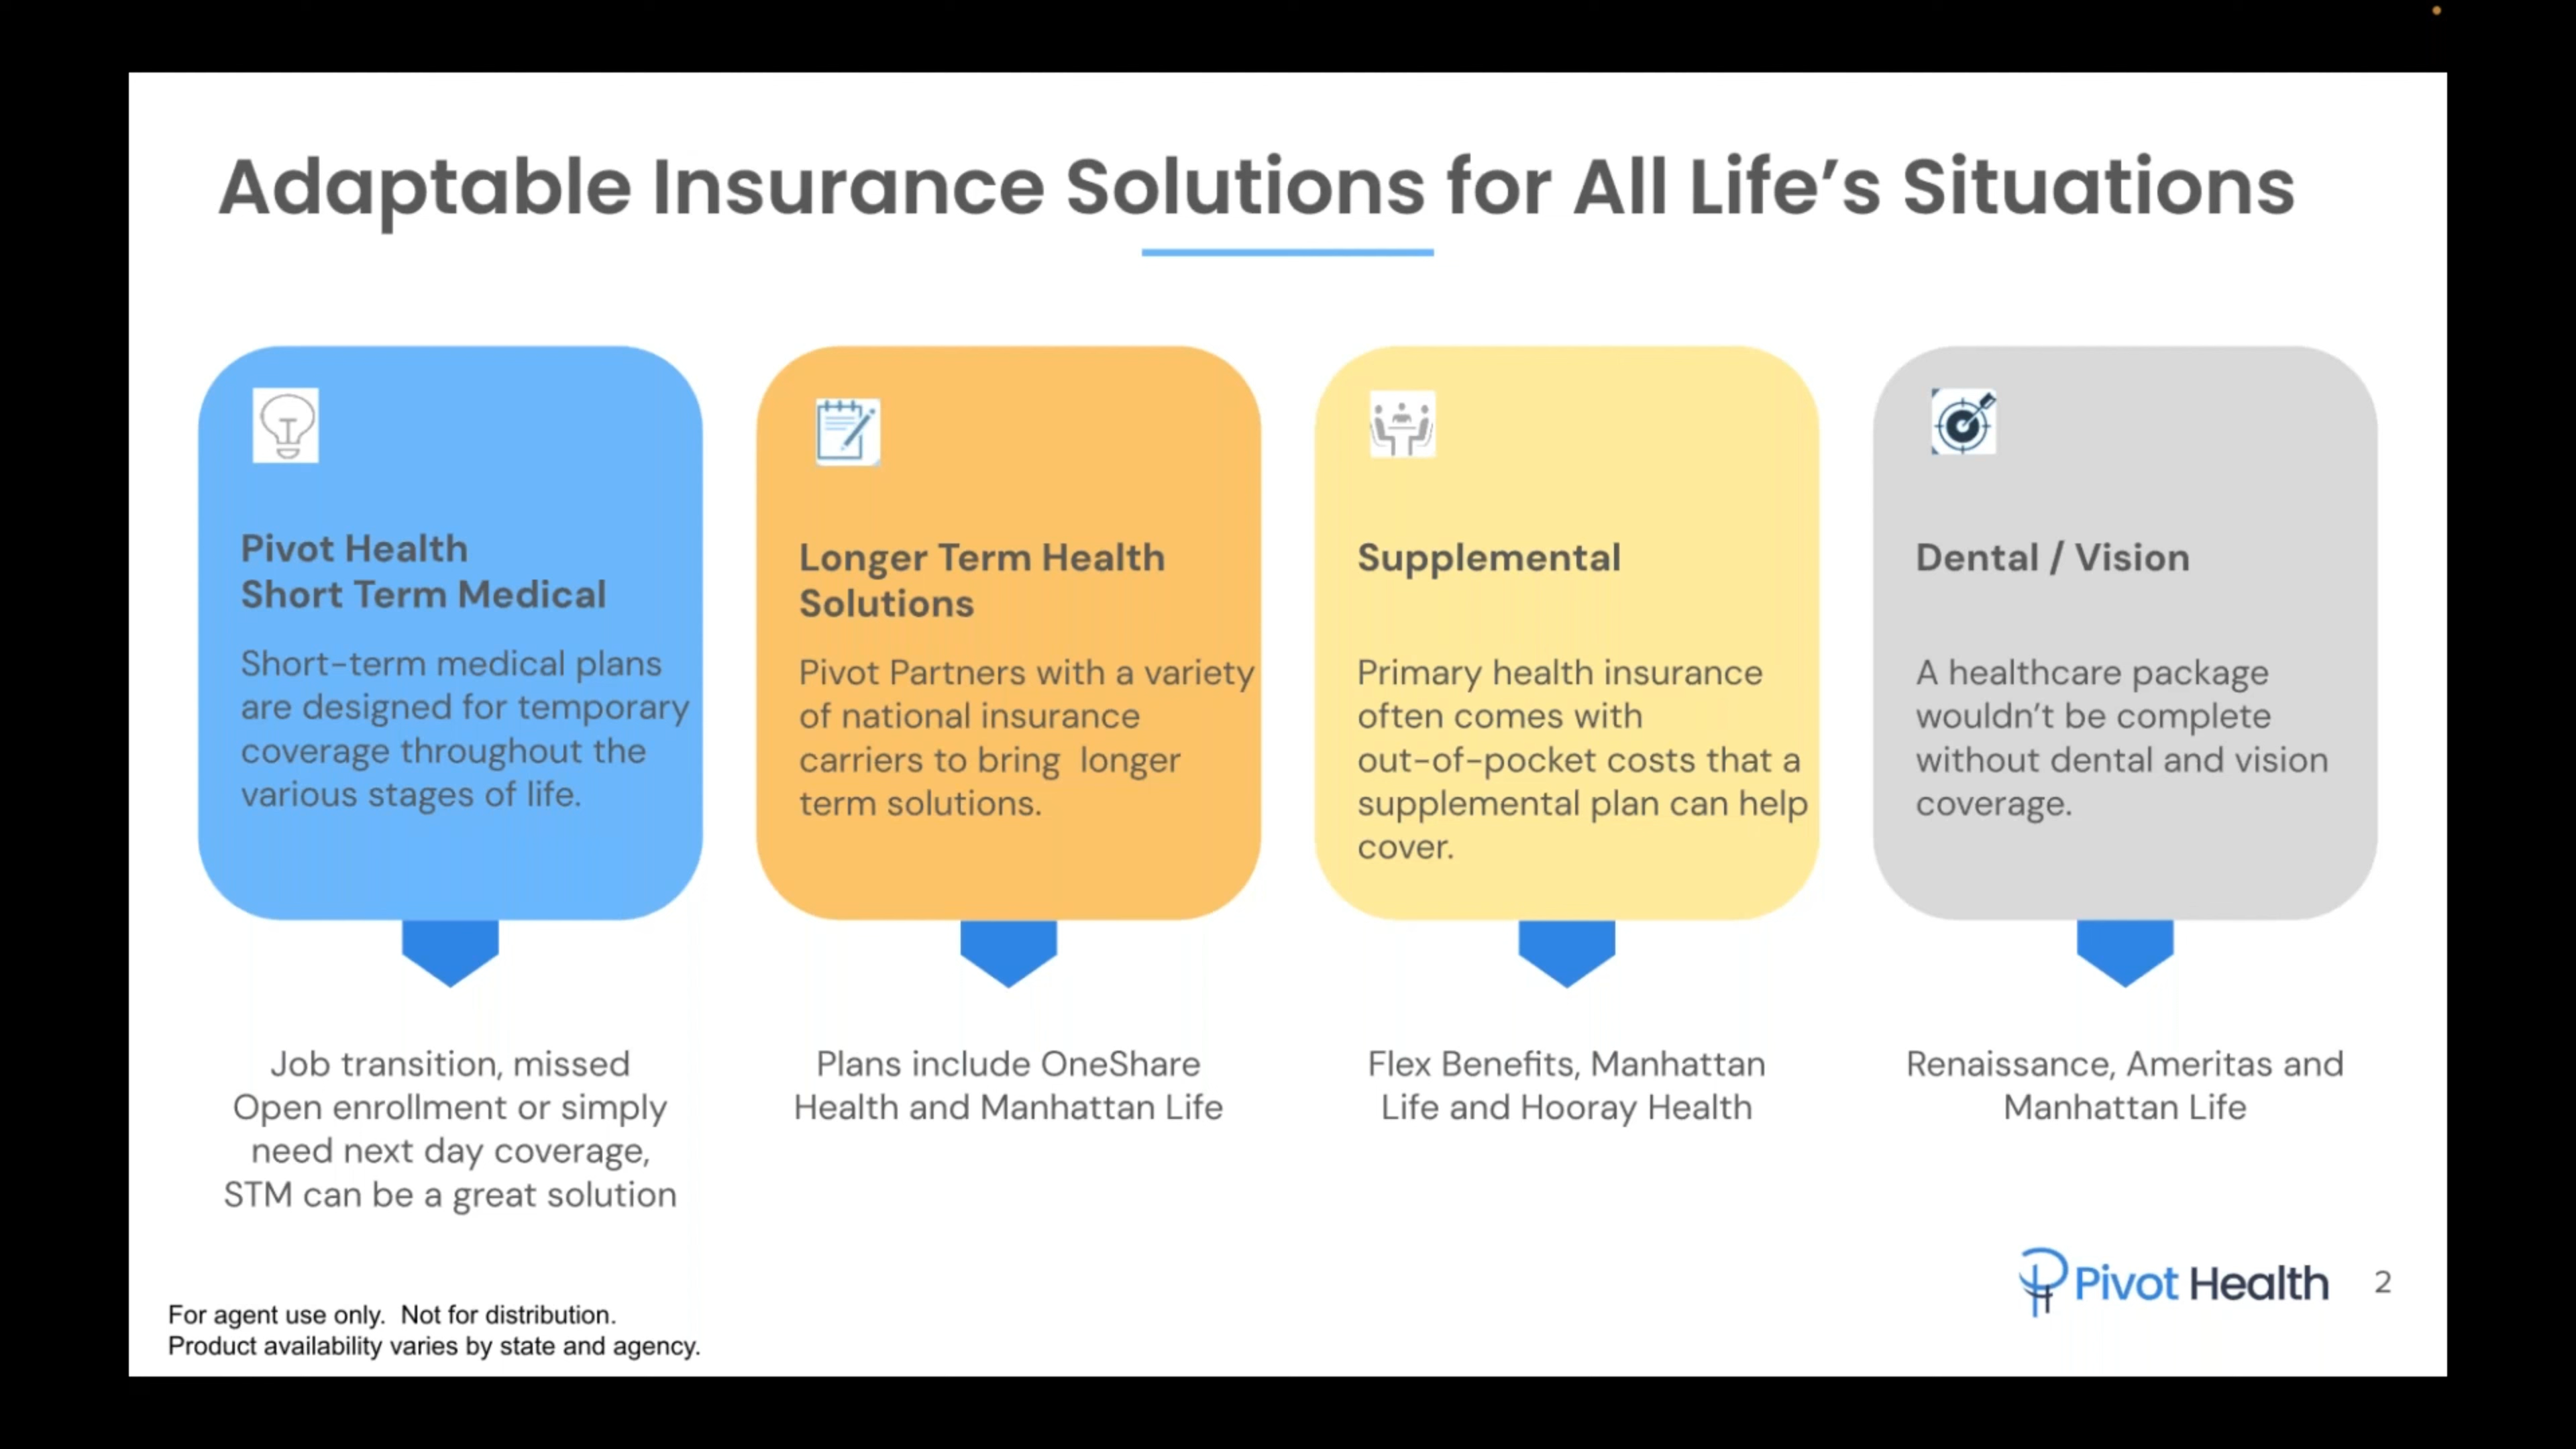 Adaptable Insurance Solutions for All Life’s Situations
Pivot Health
Short Term Medical
Short-term medical plans
are designed for temporary
coverage throughout the
various stages of life.
Job transition, missed
Open enrollment or simply
need next day coverage,
STM can be a great solution
Longer Term Health
Solutions
Pivot Partners with a variety
of national insurance
carriers to bring  longer
term solutions.
Plans include OneShare
Health and Manhattan Life
Supplemental
Primary health insurance
often comes with
out-of-pocket costs that a
supplemental plan can help
cover.
Flex Benefits, Manhattan
Life and Hooray Health
Dental / Vision
A healthcare package
wouldn’t be complete
without dental and vision
coverage.
Renaissance, Ameritas and
Manhattan Life
For agent use only.  Not for distribution.
Product availability varies by state and agency.
Pivot Health
2